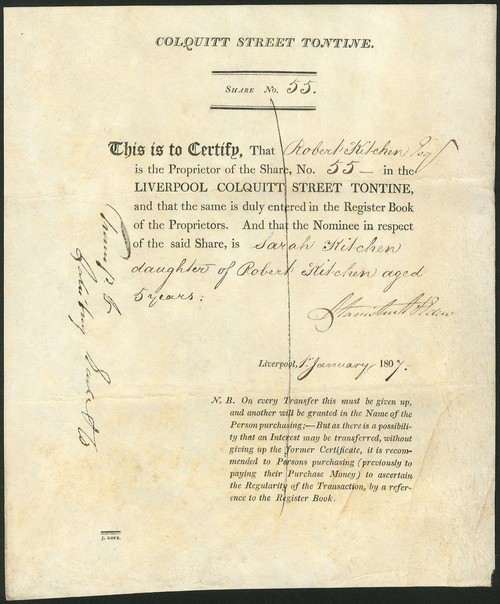 COLQUITT STREET TONTINE.
SHARE No. 55.
This is to Certify, That Robert Kitchen Esq
is the Proprietor of the Share, No. 55 — in the
LIVERPOOL COLQUITT STREET TONTINE,
and that the same is duly entered in the Register Book
of the Proprietors. And that the Nominee in respect
of the said Share, is Sarah Kitchen
daughter of Robert Kitchen aged
5 years.
Liverpool, 1st January 1807.
N. B. On every Transfer this must be given up,
and another will be granted in the Name of the
Person purchasing;—But as there is a possibili-
ty that an Interest may be transferred, without
giving up the former Certificate, it is recom-
mended to Persons purchasing (previously to
paying their Purchase Money) to ascertain
the Regularity of the Transaction, by a refer-
ence to the Register Book.
J. GORE.